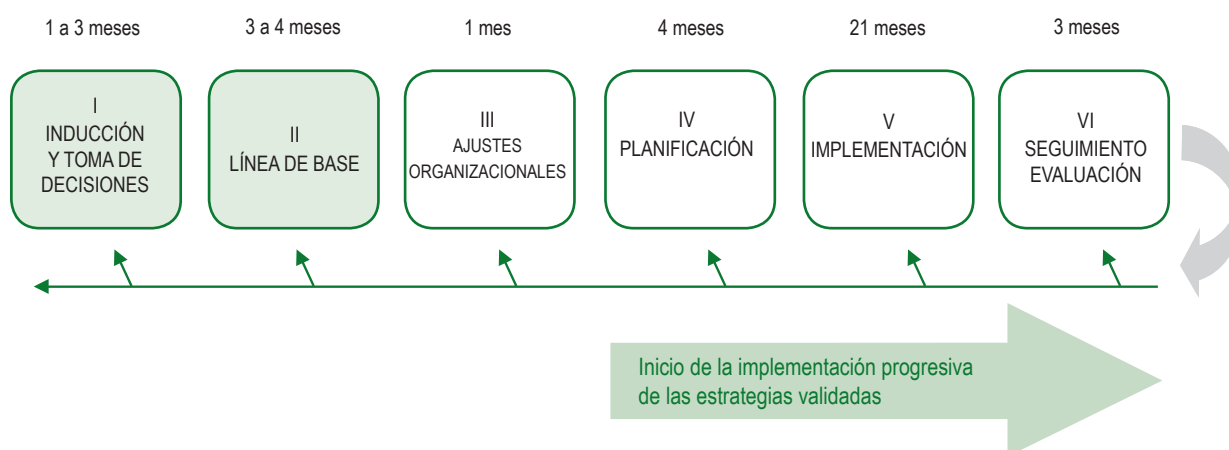 1 a 3 meses
3 a 4 meses
1 mes
4 meses
21 meses
3 meses
I
INDUCCIÓN
Y TOMA DE
DECISIONES
II
LÍNEA DE BASE
III
AJUSTES
ORGANIZACIONALES
IV
PLANIFICACIÓN
V
IMPLEMENTACIÓN
VI
SEGUIMIENTO
EVALUACIÓN
Inicio de la implementación progresiva
de las estrategias validadas